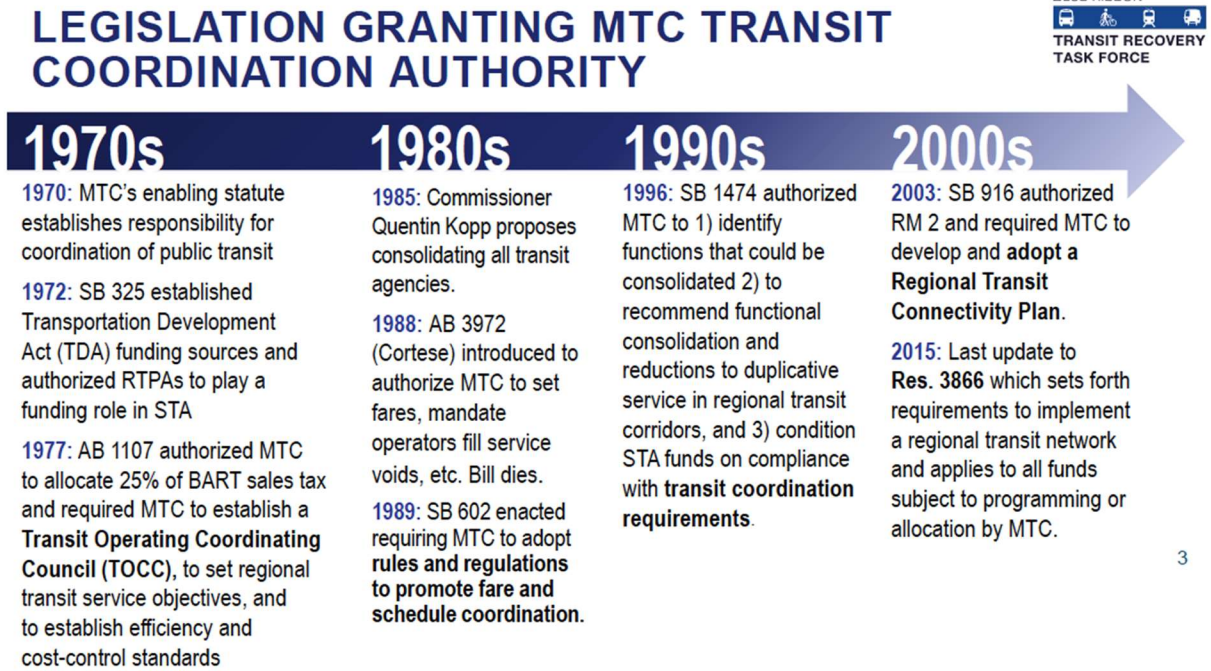 LEGISLATION GRANTING MTC TRANSIT
COORDINATION AUTHORITY
TRANSIT RECOVERY
TASK FORCE
1970s
1970: MTC's enabling statute
establishes responsibility for
coordination of public transit
1972: SB 325 established
Transportation Development
Act (TDA) funding sources and
authorized RTPAs to play a
funding role in STA
1977: AB 1107 authorized MTC
to allocate 25% of BART sales tax
and required MTC to establish a
Transit Operating Coordinating
Council (TOCC), to set regional
transit service objectives, and
to establish efficiency and
cost-control standards
1980s
1985: Commissioner
Quentin Kopp proposes
consolidating all transit
agencies.
1988: AB 3972
(Cortese) introduced to
authorize MTC to set
fares, mandate
operators fill service
voids, etc. Bill dies.
1989: SB 602 enacted
requiring MTC to adopt
rules and regulations
to promote fare and
schedule coordination.
1990s
1996: SB 1474 authorized
MTC to 1) identify
functions that could be
consolidated 2) to
recommend functional
consolidation and
reductions to duplicative
service in regional transit
corridors, and 3) condition
STA funds on compliance
with transit coordination
requirements.
2000s
2003: SB 916 authorized
RM 2 and required MTC to
develop and adopt a
Regional Transit
Connectivity Plan.
2015: Last update to
Res. 3866 which sets forth
requirements to implement
a regional transit network
and applies to all funds
subject to programming or
allocation by MTC.
3